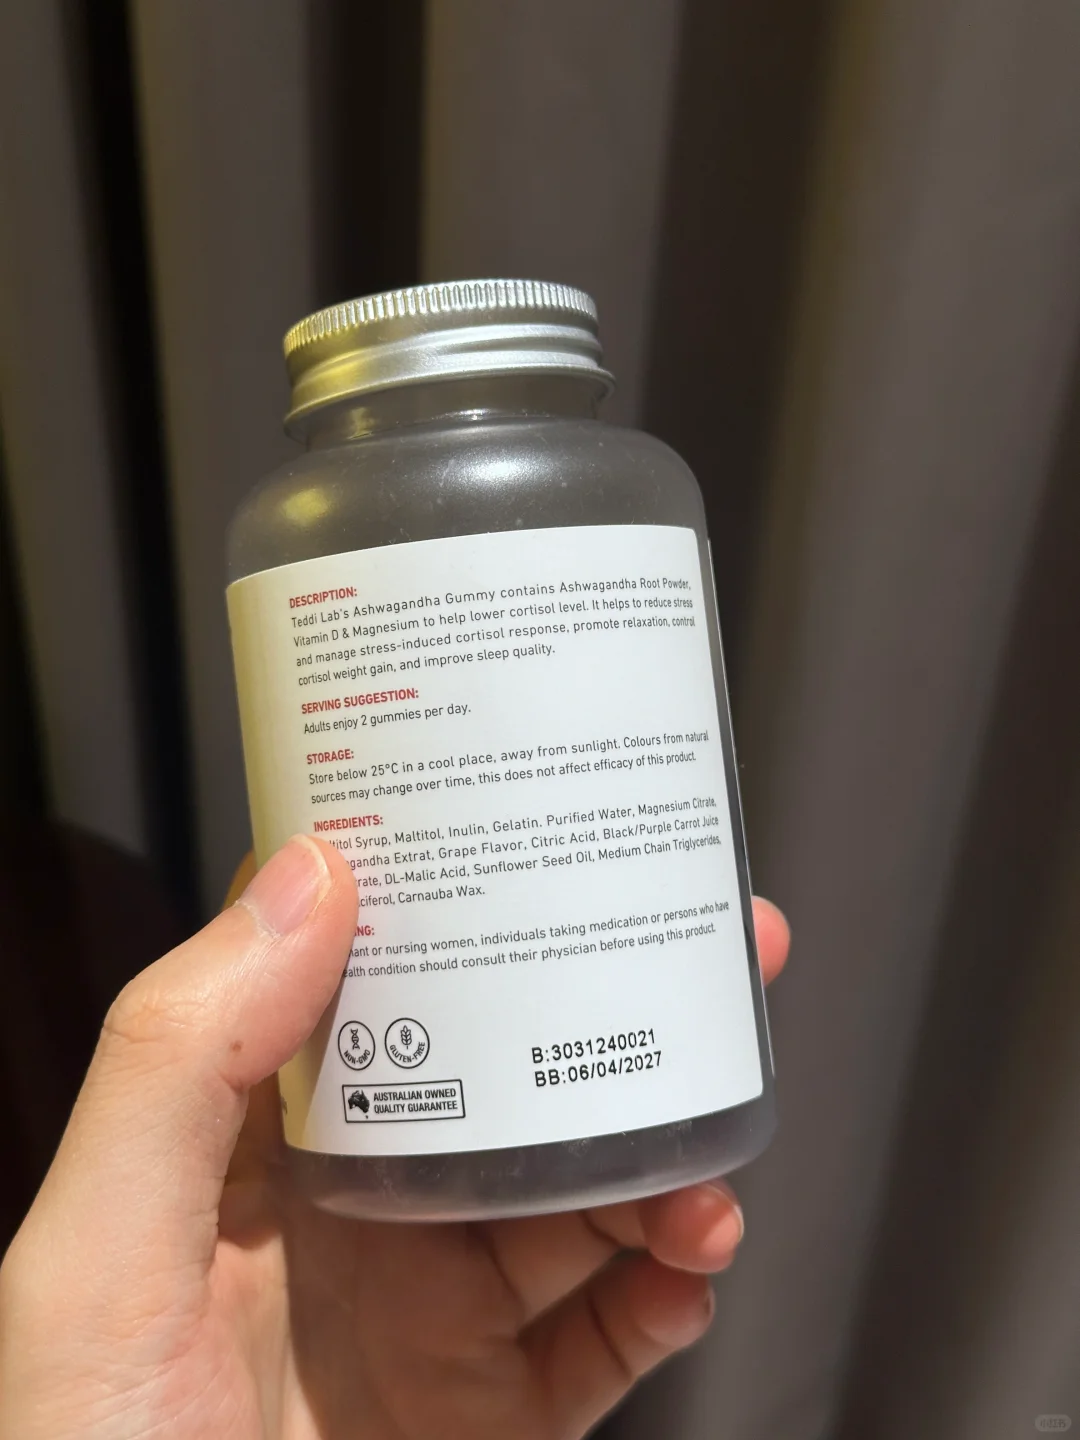 DESCRIPTION:
Teddi Lab's Ashwagandha Gummy contains Ashwagandha Root Powder,
Vitamin D & Magnesium to help lower cortisol level. It helps to reduce stress
and manage stress-induced cortisol response, promote relaxation, control
cortisol weight gain, and improve sleep quality.
SERVING SUGGESTION:
Adults enjoy 2 gummies per day.
STORAGE:
Store below 25°C in a cool place, away from sunlight. Colours from natural
sources may change over time, this does not affect efficacy of this product.
INGREDIENTS:
Syrup, Maltitol, Inulin, Gelatin. Purified Water, Magnesium Citrate,
Extrat, Grape Flavor, Citric Acid, Black/Purple Carrot Juice
DL-Malic Acid, Sunflower Seed Oil, Medium Chain Triglycerides,
Carnauba Wax.
or nursing women, individuals taking medication or persons who have
condition should consult their physician before using this product.
NON-GMO
GLUTEN-FREE
B:3031240021
BB:06/04/2027
AUSTRALIAN OWNED
QUALITY GUARANTEE